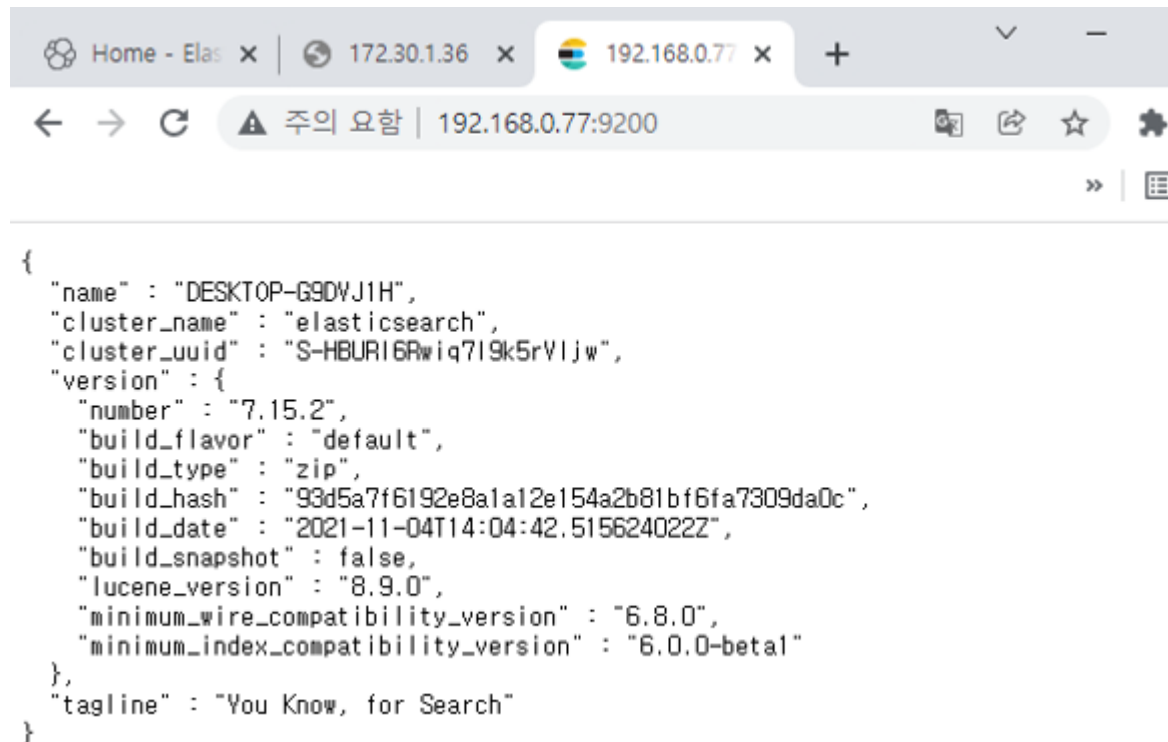 Home - Elas
172.30.1.36
192.168.0.77
주의 요함 | 192.168.0.77:9200
{
"name" : "DESKTOP-G9DVJ1H",
"cluster_name" : "elasticsearch",
"cluster_uuid" : "S-HBURl6Rwiq7l9k5rVljw",
"version" : {
"number" : "7.15.2",
"build_flavor" : "default",
"build_type" : "zip",
"build_hash" : "93d5a7f6192e8a1a12e154a2b81bf6fa7309da0c",
"build_date" : "2021-11-04T14:04:42.515624022Z",
"build_snapshot" : false,
"lucene_version" : "8.9.0",
"minimum_wire_compatibility_version" : "6.8.0",
"minimum_index_compatibility_version" : "6.0.0-beta1"
},
"tagline" : "You Know, for Search"
}